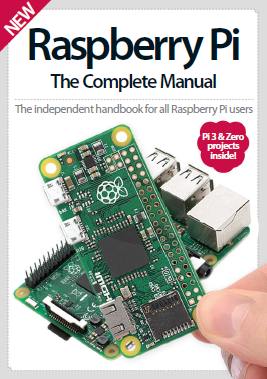 NEW
Raspberry Pi
The Complete Manual
The independent handbook for all Raspberry Pi users
Pi 3 & Zero
projects
inside!